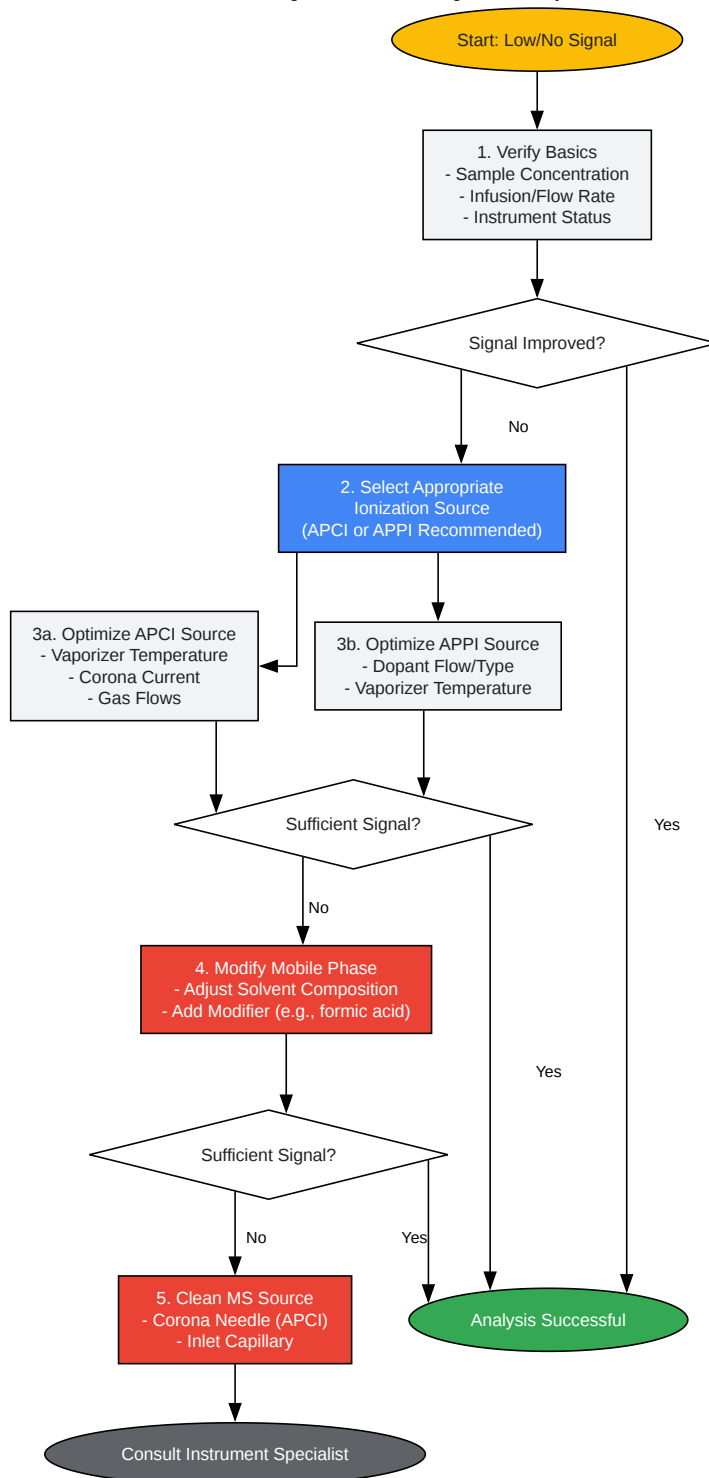 Start: Low/No Signal
1. Verify Basics
- Sample Concentration
- Infusion/Flow Rate
- Instrument Status
Signal Improved?
No
2. Select Appropriate
Ionization Source
(APCI or APPI Recommended)
3a. Optimize APCI Source
- Vaporizer Temperature
- Corona Current
- Gas Flows
3b. Optimize APPI Source
- Dopant Flow/Type
- Vaporizer Temperature
Sufficient Signal?
Yes
No
4. Modify Mobile Phase
- Adjust Solvent Composition
- Add Modifier (e.g., formic acid)
Yes
Sufficient Signal?
No
Yes
5. Clean MS Source
- Corona Needle (APCI)
- Inlet Capillary
Analysis Successful
Consult Instrument Specialist